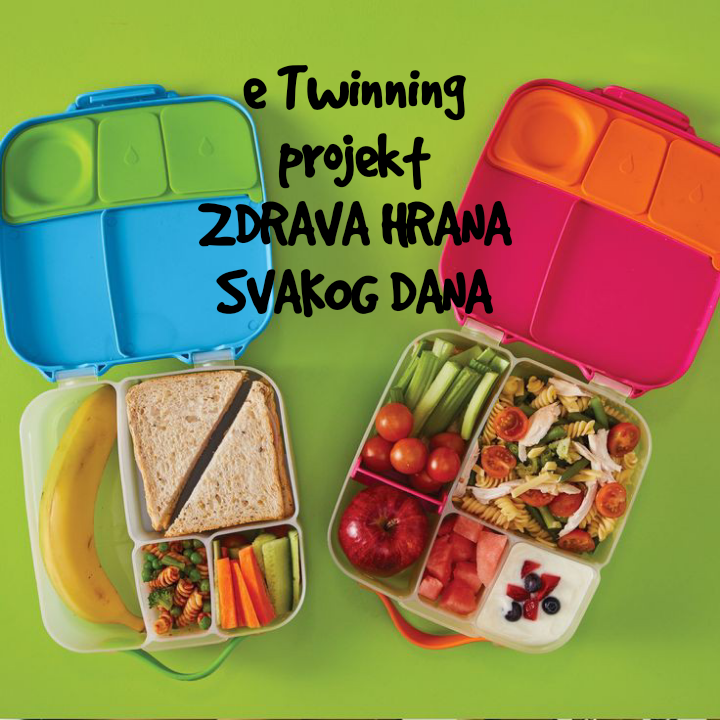 e Twinning
projekt
ZDRAVA HRANA
SVAKOG DANA